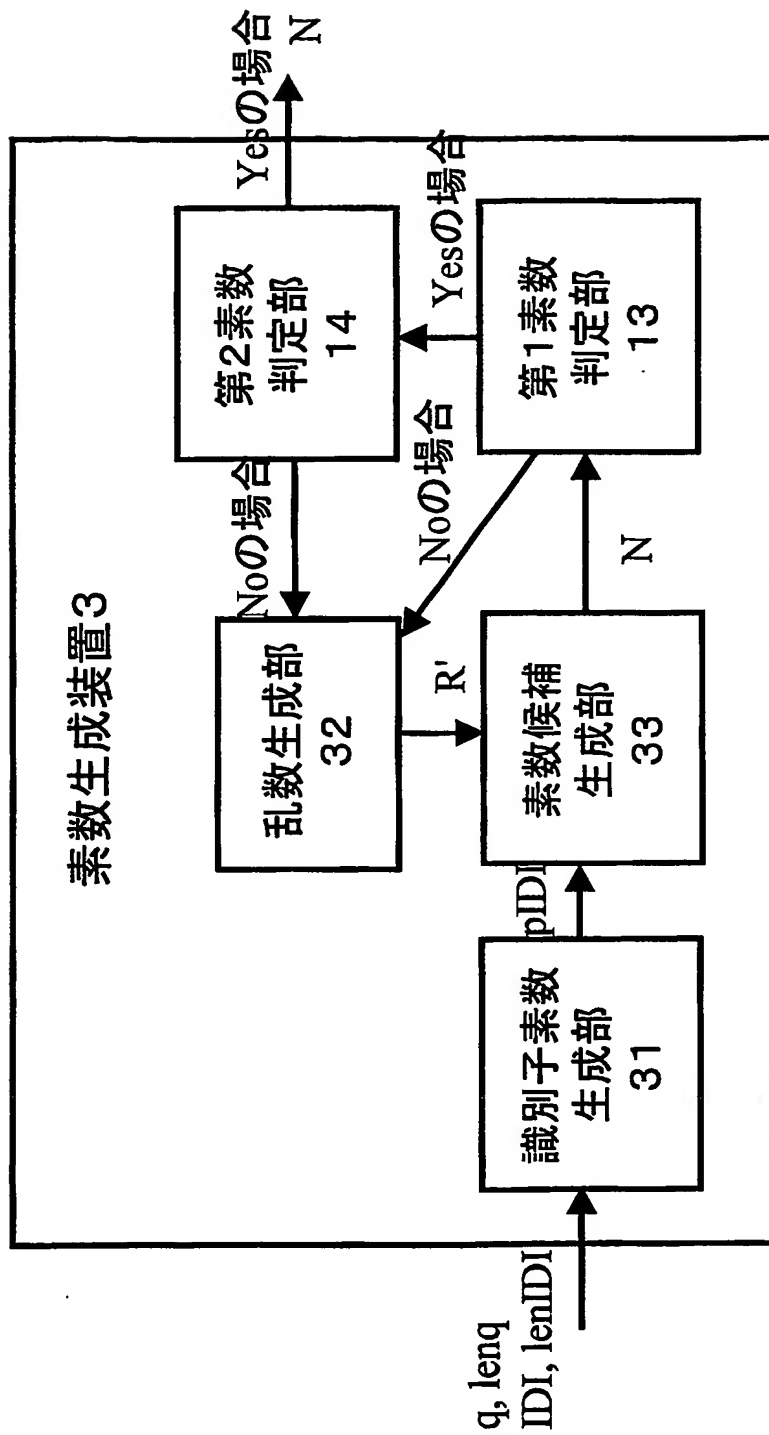 素数生成装置3
q, lenq
IDI, lenIDI
識別子素数
生成部
31
pIDI
乱数生成部
32
R'
素数候補
生成部
33
N
Noの場合
Noの場合
第2素数
判定部
14
Yesの場合
第1素数
判定部
13
Yesの場合
N